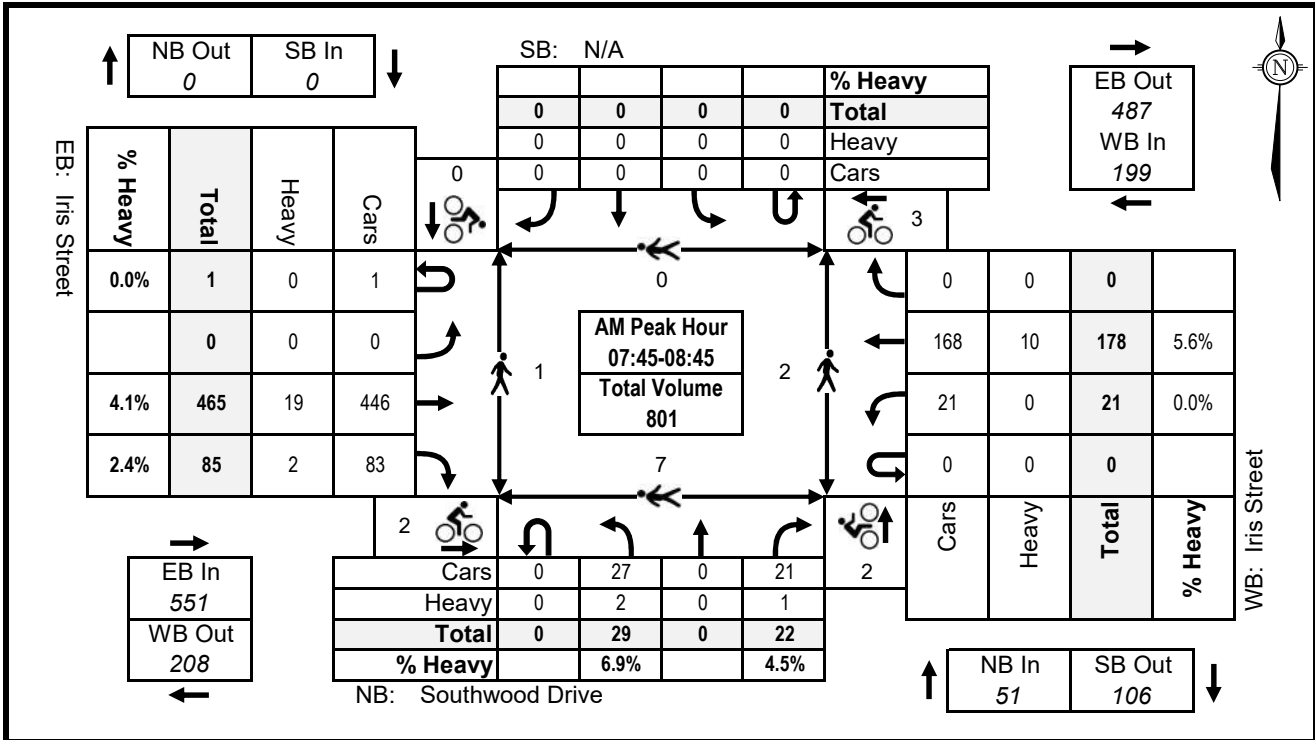 NB Out SB In
0 0
SB: N/A
% Heavy
0 0 0 0 Total
0 0 0 0 Heavy
0 0 0 0 Cars
EB Out
487
WB In
199
N
EB: Iris Street
% Heavy Total Heavy Cars
0.0% 1 0 1
0 0 0
4.1% 465 19 446
2.4% 85 2 83
0
3
0
1
AM Peak Hour
07:45-08:45
Total Volume
801
2
7
0 0 0
168 10 178 5.6%
21 0 21 0.0%
0 0 0
Cars Heavy Total % Heavy
WB: Iris Street
2
2
EB In
551
WB Out
208
Cars 0 27 0 21
Heavy 0 2 0 1
Total 0 29 0 22
% Heavy 6.9% 4.5%
NB: Southwood Drive
NB In SB Out
51 106